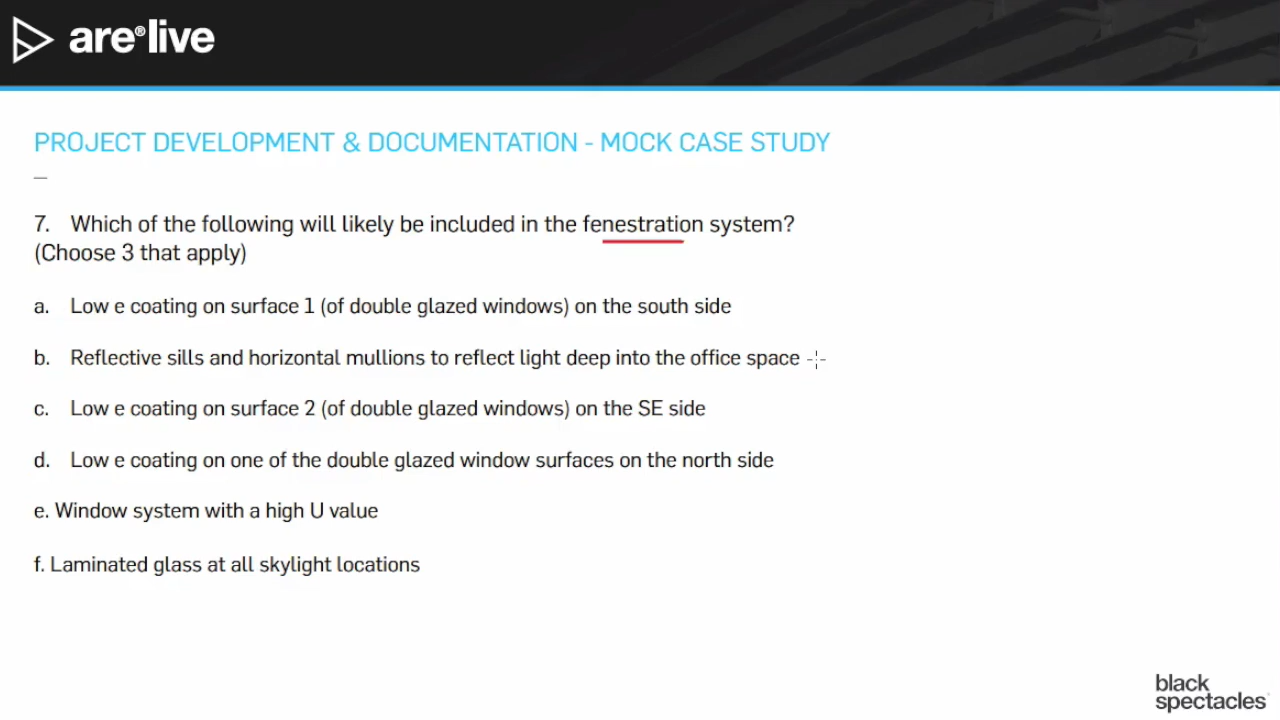 are®live
PROJECT DEVELOPMENT & DOCUMENTATION - MOCK CASE STUDY
—
7. Which of the following will likely be included in the fenestration system?
(Choose 3 that apply)
a. Low e coating on surface 1 (of double glazed windows) on the south side
b. Reflective sills and horizontal mullions to reflect light deep into the office space
c. Low e coating on surface 2 (of double glazed windows) on the SE side
d. Low e coating on one of the double glazed window surfaces on the north side
e. Window system with a high U value
f. Laminated glass at all skylight locations
black
spectacles